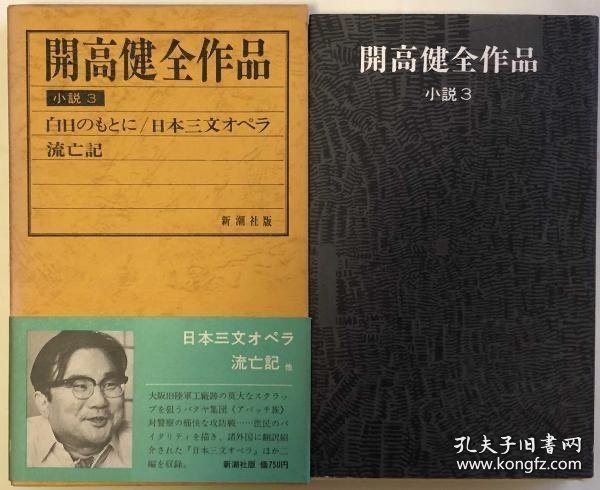 開高健全作品
小説3
白日のもとに/日本三文オペラ
流亡記
新潮社版
日本三文オペラ
流亡記 他
大阪旧陸軍工廠跡の莫大なスクラッ
プを狙うバタヤ集団〈アパッチ族〉
対警察の痛快な攻防戦……庶民のバ
イタリティを描き、諸外国に翻訳紹
介された『日本三文オペラ』ほか二
編を収録。
新潮社版 価750円
開高健全作品
小説3
孔夫子旧书网
www.kongfz.com